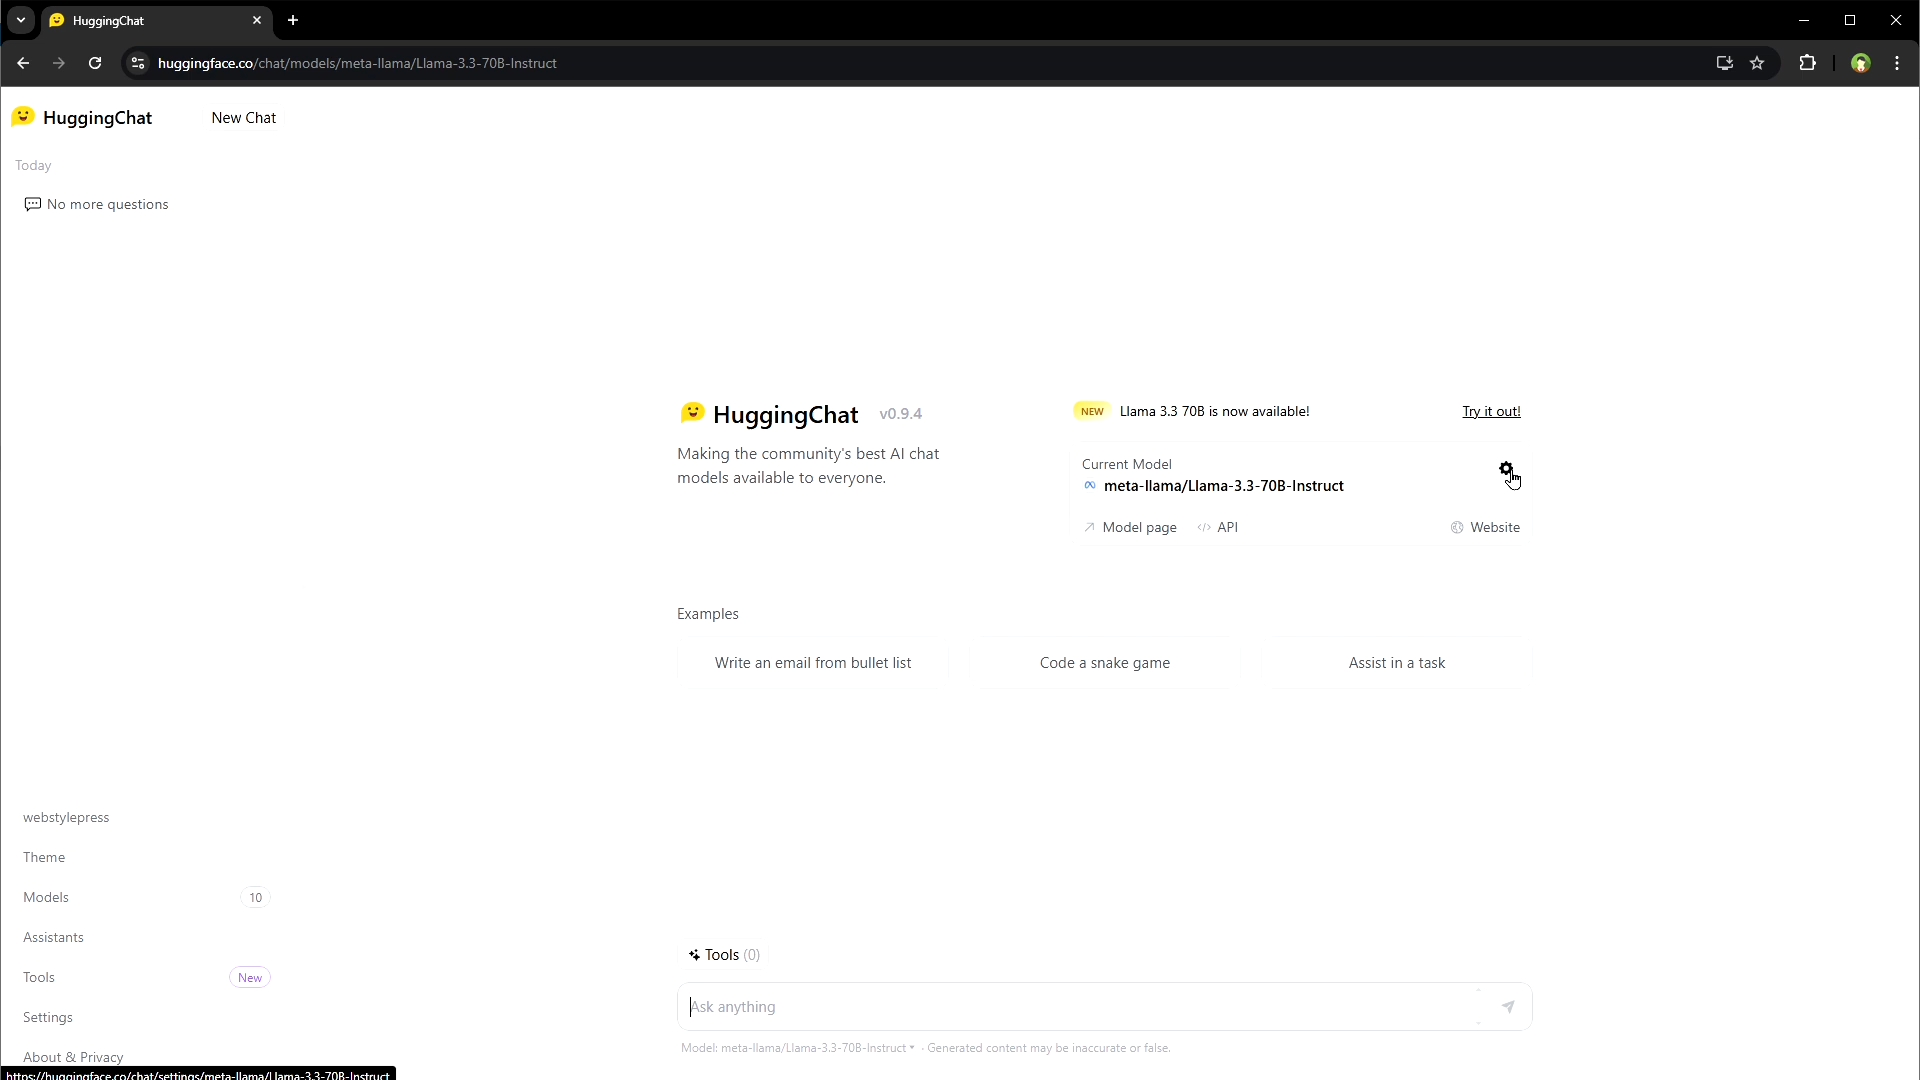 HuggingChat
huggingface.co/chat/models/meta-llama/Llama-3.3-70B-Instruct
HuggingChat
New Chat
Today
No more questions
HuggingChat v0.9.4
Making the community's best AI chat
models available to everyone.
NEW Llama 3.3 70B is now available! Try it out!
Current Model
meta-llama/Llama-3.3-70B-Instruct
Model page
</> API
Website
Examples
Write an email from bullet list
Code a snake game
Assist in a task
webstylepress
Theme
Models 10
Assistants
Tools New
Settings
About & Privacy
Tools (0)
Ask anything
Model: meta-llama/Llama-3.3-70B-Instruct · Generated content may be inaccurate or false.
https://huggingface.co/chat/settings/meta-llama/Llama-3.3-70B-Instruct